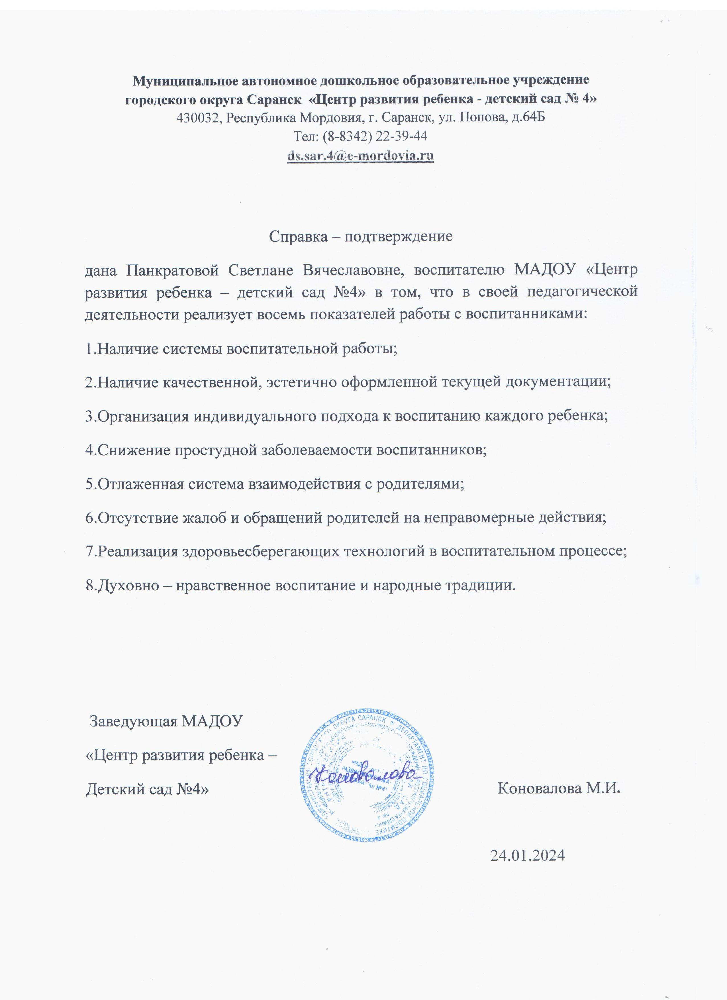 Муниципальное автономное дошкольное образовательное учреждение
городского округа Саранск «Центр развития ребенка - детский сад № 4»
430032, Республика Мордовия, г. Саранск, ул. Попова, д.64Б
Тел: (8-8342) 22-39-44
ds.sar.4@e-mordovia.ru
Справка – подтверждение
дана Панкратовой Светлане Вячеславовне, воспитателю МАДОУ «Центр
развития ребенка – детский сад №4» в том, что в своей педагогической
деятельности реализует восемь показателей работы с воспитанниками:
1.Наличие системы воспитательной работы;
2.Наличие качественной, эстетично оформленной текущей документации;
3.Организация индивидуального подхода к воспитанию каждого ребенка;
4.Снижение простудной заболеваемости воспитанников;
5.Отлаженная система взаимодействия с родителями;
6.Отсутствие жалоб и обращений родителей на неправомерные действия;
7.Реализация здоровьесберегающих технологий в воспитательном процессе;
8.Духовно – нравственное воспитание и народные традиции.
Заведующая МАДОУ
«Центр развития ребенка –
Детский сад №4»
ОКРУГА САРАНСК * ДЕПАРТАМЕНТ ПО СОЦИАЛЬНОЙ ПОЛИТИКЕ
Коновалова
Коновалова М.И.
24.01.2024